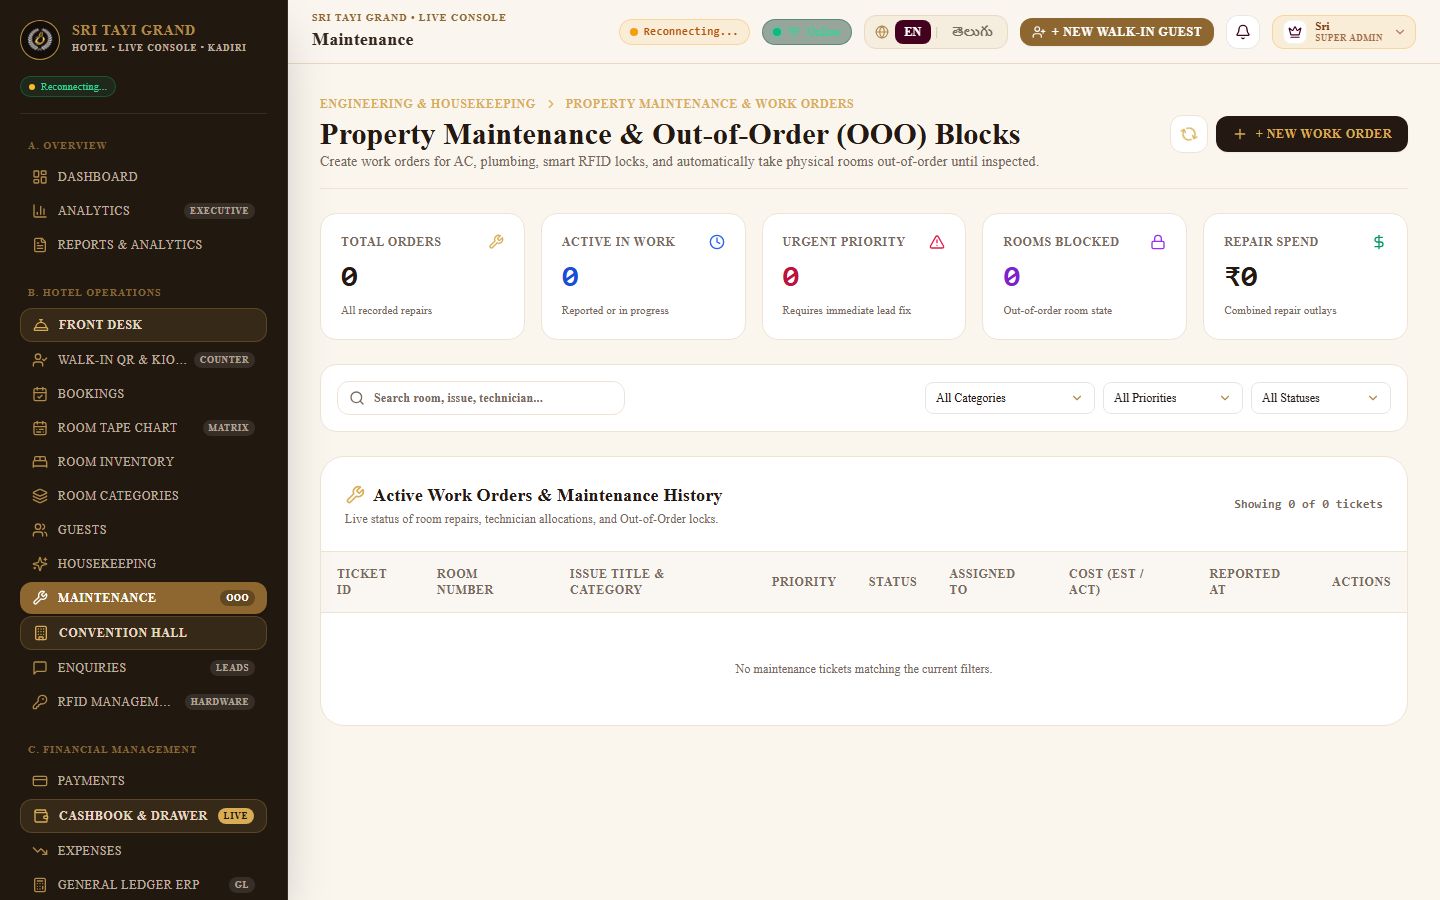 SRI TAYI GRAND
HOTEL • LIVE CONSOLE • KADIRI
Reconnecting...
A. OVERVIEW
DASHBOARD
ANALYTICS
EXECUTIVE
REPORTS & ANALYTICS
B. HOTEL OPERATIONS
FRONT DESK
WALK-IN QR & KIO...
COUNTER
BOOKINGS
ROOM TAPE CHART
MATRIX
ROOM INVENTORY
ROOM CATEGORIES
GUESTS
HOUSEKEEPING
MAINTENANCE
OOO
CONVENTION HALL
ENQUIRIES
LEADS
RFID MANAGEM...
HARDWARE
C. FINANCIAL MANAGEMENT
PAYMENTS
CASHBOOK & DRAWER
LIVE
EXPENSES
GENERAL LEDGER ERP
GL
SRI TAYI GRAND • LIVE CONSOLE
Maintenance
Reconnecting...
EN
తెలుగు
+ NEW WALK-IN GUEST
Sri
SUPER ADMIN
ENGINEERING & HOUSEKEEPING
PROPERTY MAINTENANCE & WORK ORDERS
Property Maintenance & Out-of-Order (OOO) Blocks
Create work orders for AC, plumbing, smart RFID locks, and automatically take physical rooms out-of-order until inspected.
+ NEW WORK ORDER
TOTAL ORDERS
0
All recorded repairs
ACTIVE IN WORK
0
Reported or in progress
URGENT PRIORITY
0
Requires immediate lead fix
ROOMS BLOCKED
0
Out-of-order room state
REPAIR SPEND
₹0
Combined repair outlays
Search room, issue, technician...
All Categories
All Priorities
All Statuses
Active Work Orders & Maintenance History
Live status of room repairs, technician allocations, and Out-of-Order locks.
Showing 0 of 0 tickets
TICKET ID
ROOM NUMBER
ISSUE TITLE & CATEGORY
PRIORITY
STATUS
ASSIGNED TO
COST (EST / ACT)
REPORTED AT
ACTIONS
No maintenance tickets matching the current filters.